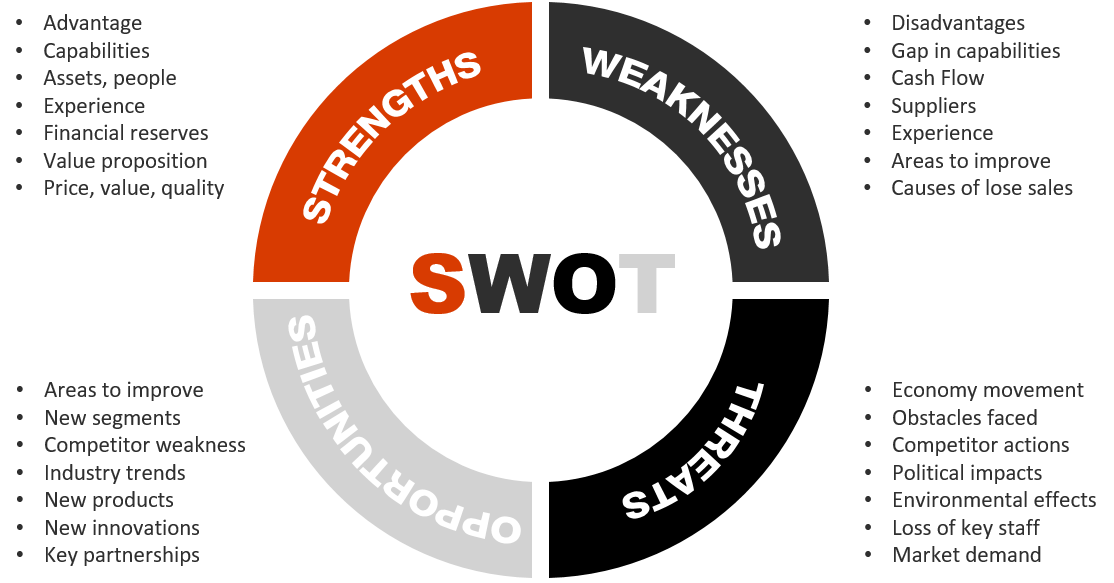 • Advantage
• Capabilities
• Assets, people
• Experience
• Financial reserves
• Value proposition
• Price, value, quality
STRENGTHS
WEAKNESSES
• Disadvantages
• Gap in capabilities
• Cash Flow
• Suppliers
• Experience
• Areas to improve
• Causes of lose sales
SWOT
• Areas to improve
• New segments
• Competitor weakness
• Industry trends
• New products
• New innovations
• Key partnerships
OPPORTUNITIES
THREATS
• Economy movement
• Obstacles faced
• Competitor actions
• Political impacts
• Environmental effects
• Loss of key staff
• Market demand